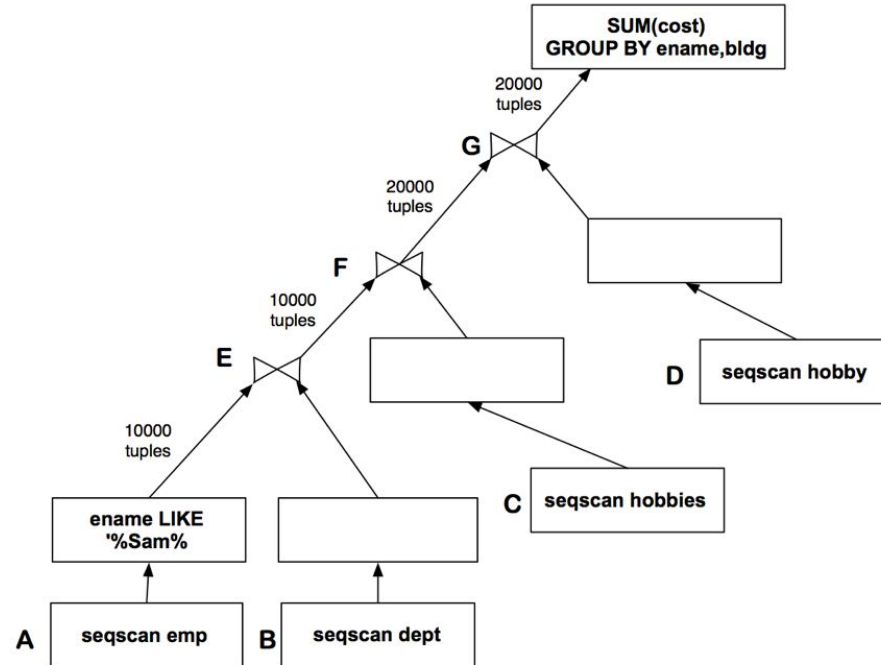 SUM(cost)
GROUP BY ename,bldg
20000
tuples
G
20000
tuples
F
10000
tuples
E
D
seqscan hobby
10000
tuples
C
seqscan hobbies
ename LIKE
'%Sam%
A
seqscan emp
B
seqscan dept